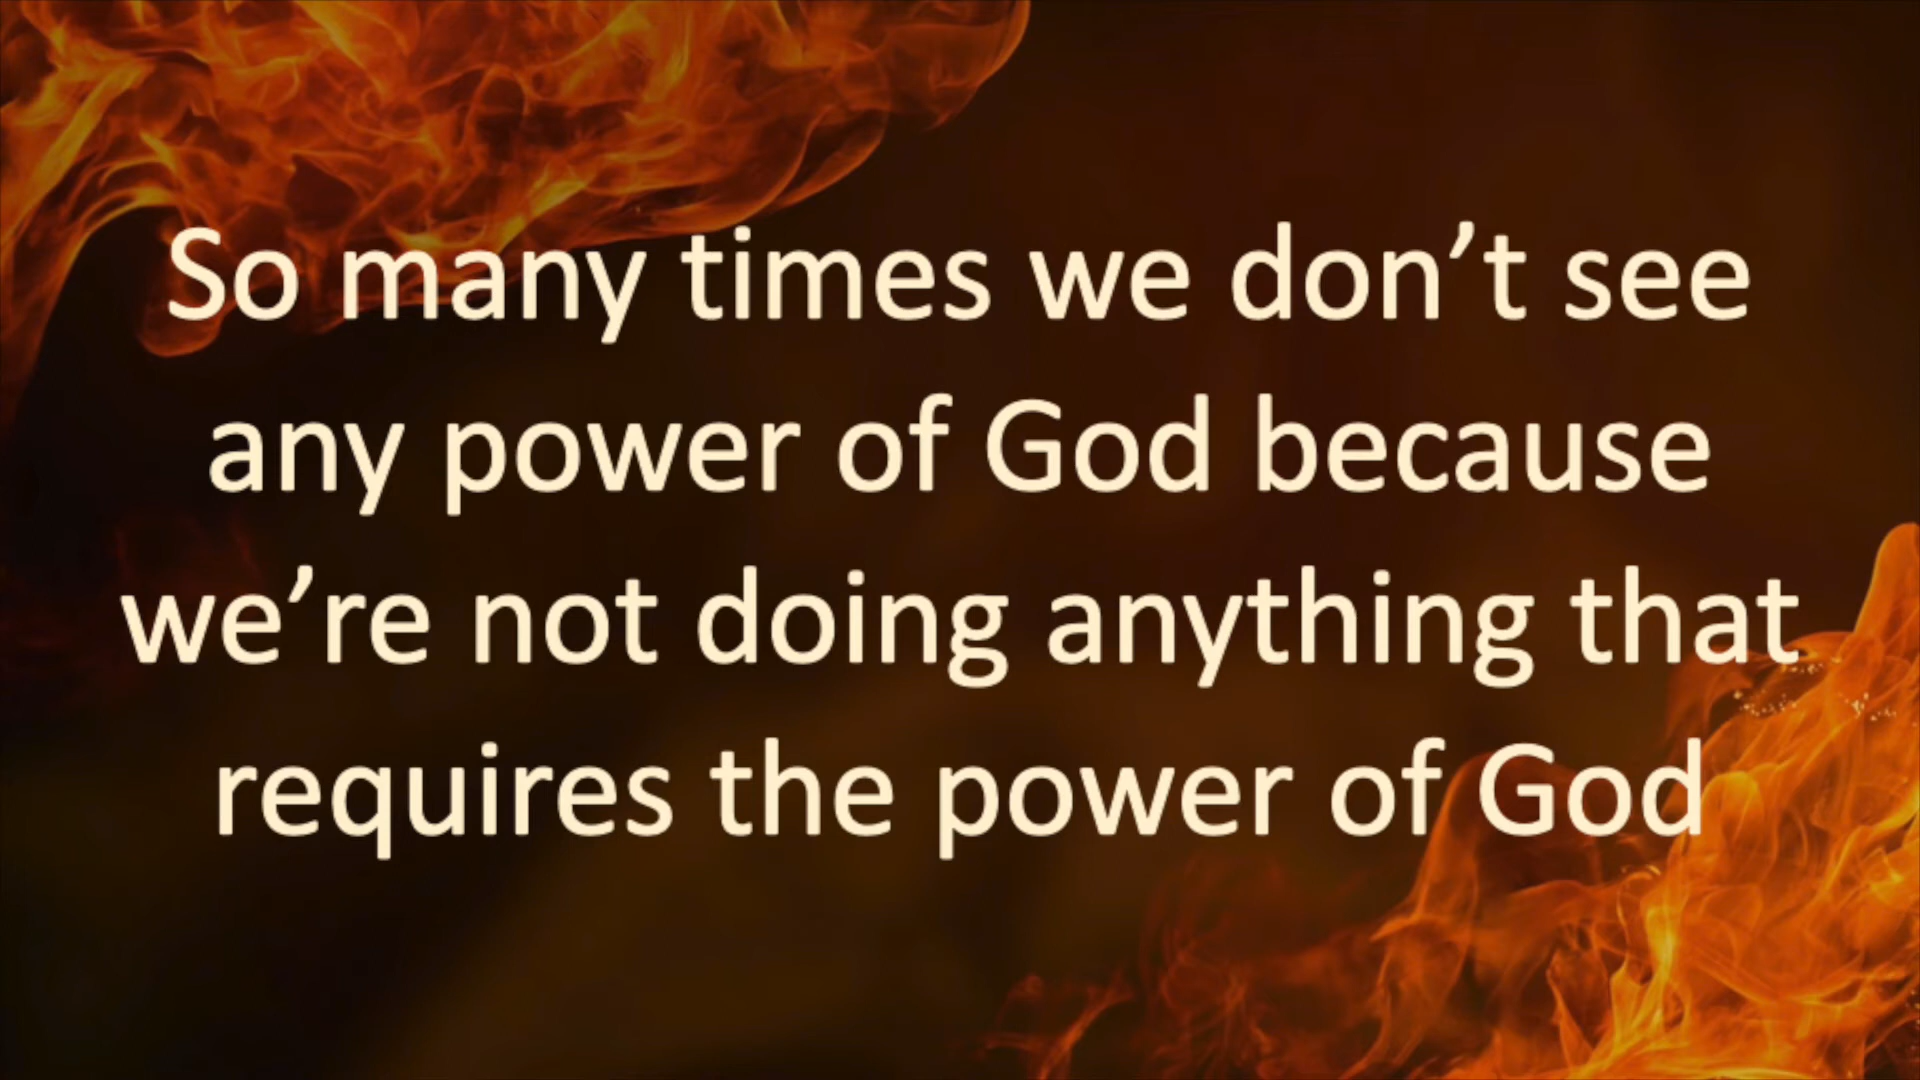 So many times we don’t see
any power of God because
we’re not doing anything that
requires the power of God